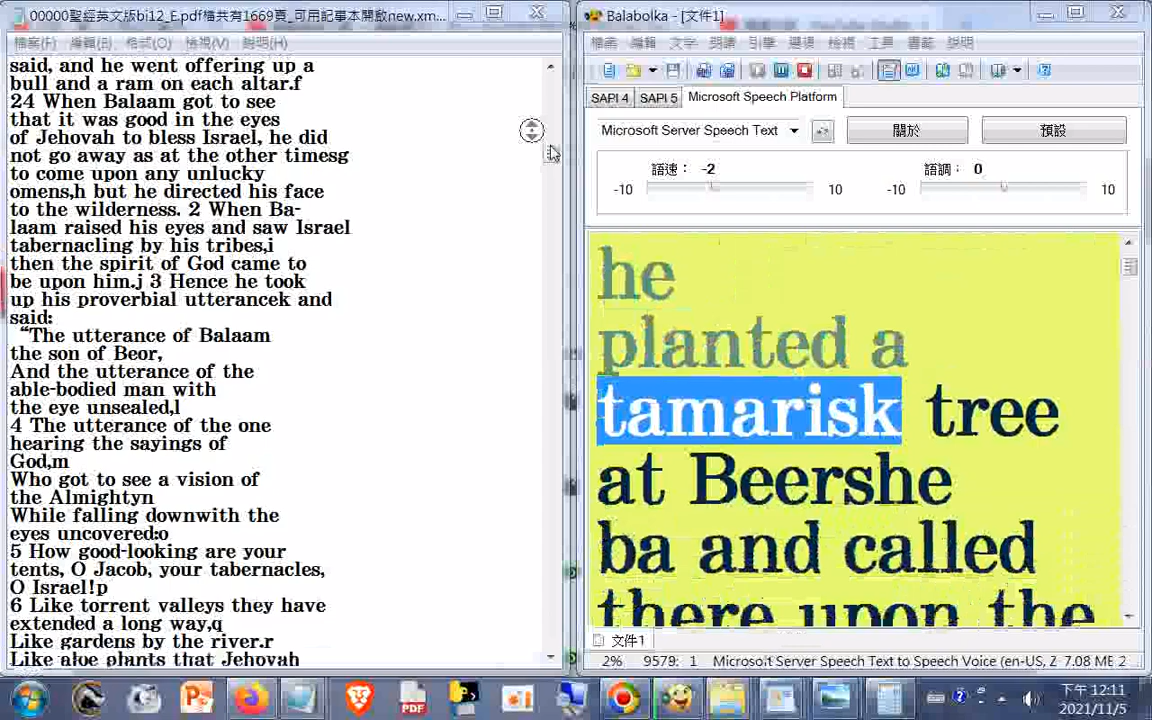 00000聖經英文版bi12_E.pdf檔共有1669頁_可用記事本開啟new.xm...
檔案(F) 編輯(E) 格式(O) 檢視(V) 說明(H)
said, and he went offering up a
bull and a ram on each altar.f
24 When Balaam got to see
that it was good in the eyes
of Jehovah to bless Israel, he did
not go away as at the other timesg
to come upon any unlucky
omens,h but he directed his face
to the wilderness. 2 When Ba-
laam raised his eyes and saw Israel
tabernacling by his tribes,i
then the spirit of God came to
be upon him.j 3 Hence he took
up his proverbial utterancek and
said:
“The utterance of Balaam
the son of Beor,
And the utterance of the
able-bodied man with
the eye unsealed,l
4 The utterance of the one
hearing the sayings of
God,m
Who got to see a vision of
the Almightyn
While falling downwith the
eyes uncovered:o
5 How good-looking are your
tents, O Jacob, your tabernacles,
O Israel!p
6 Like torrent valleys they have
extended a long way,q
Like gardens by the river.r
Like aloe plants that Jehovah
Balabolka - [文件1]
檔案 編輯 文字 朗讀 引擎 選項 檢視 工具 書籤 說明
SAPI 4 SAPI 5 Microsoft Speech Platform
Microsoft Server Speech Text 關於 預設
語速： -2 語調： 0
-10 10 -10 10
he
planted a
tamarisk tree
at Beershe
ba and called
there upon the
文件1
2% 9579: 1 Microsoft Server Speech Text to Speech Voice (en-US, Z 7.08 MB 2
PDF
下午 12:11
2021/11/5